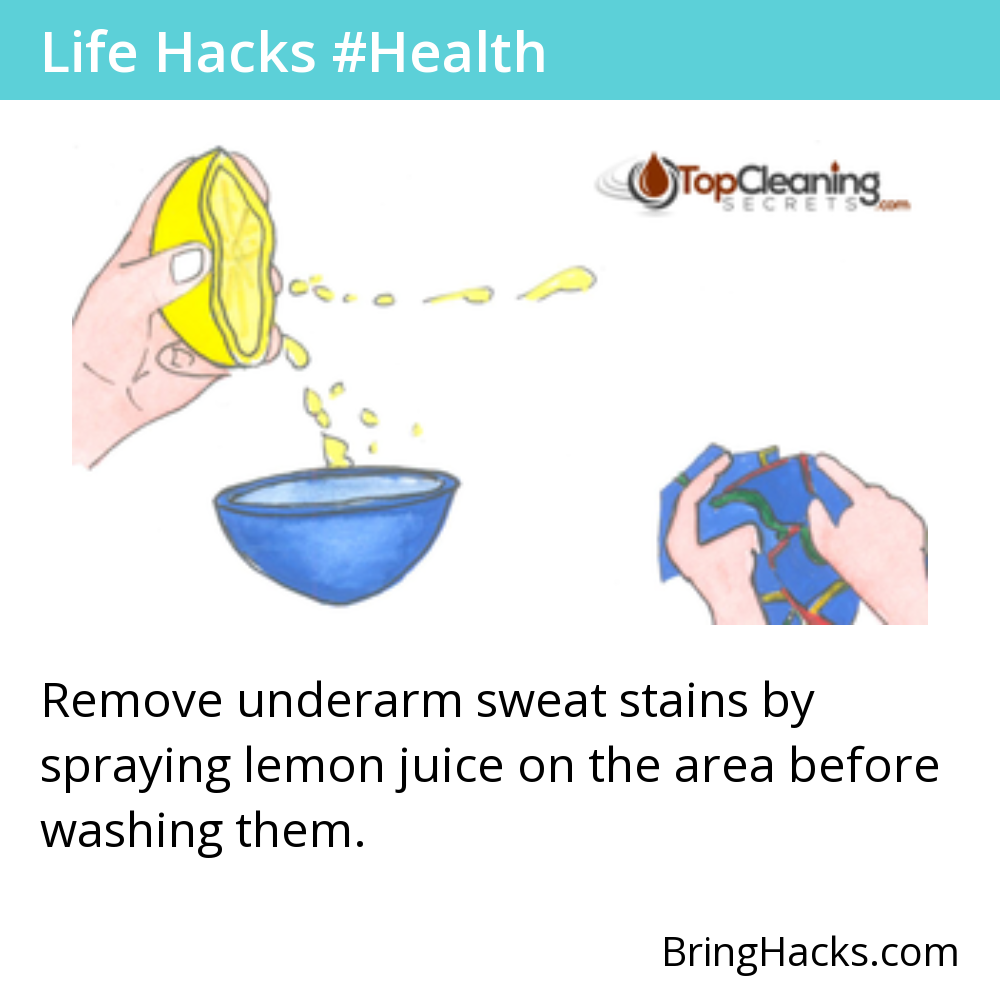 Life Hacks #Health
TopCleaning
SECRETS.com
Remove underarm sweat stains by
spraying lemon juice on the area before
washing them.
BringHacks.com